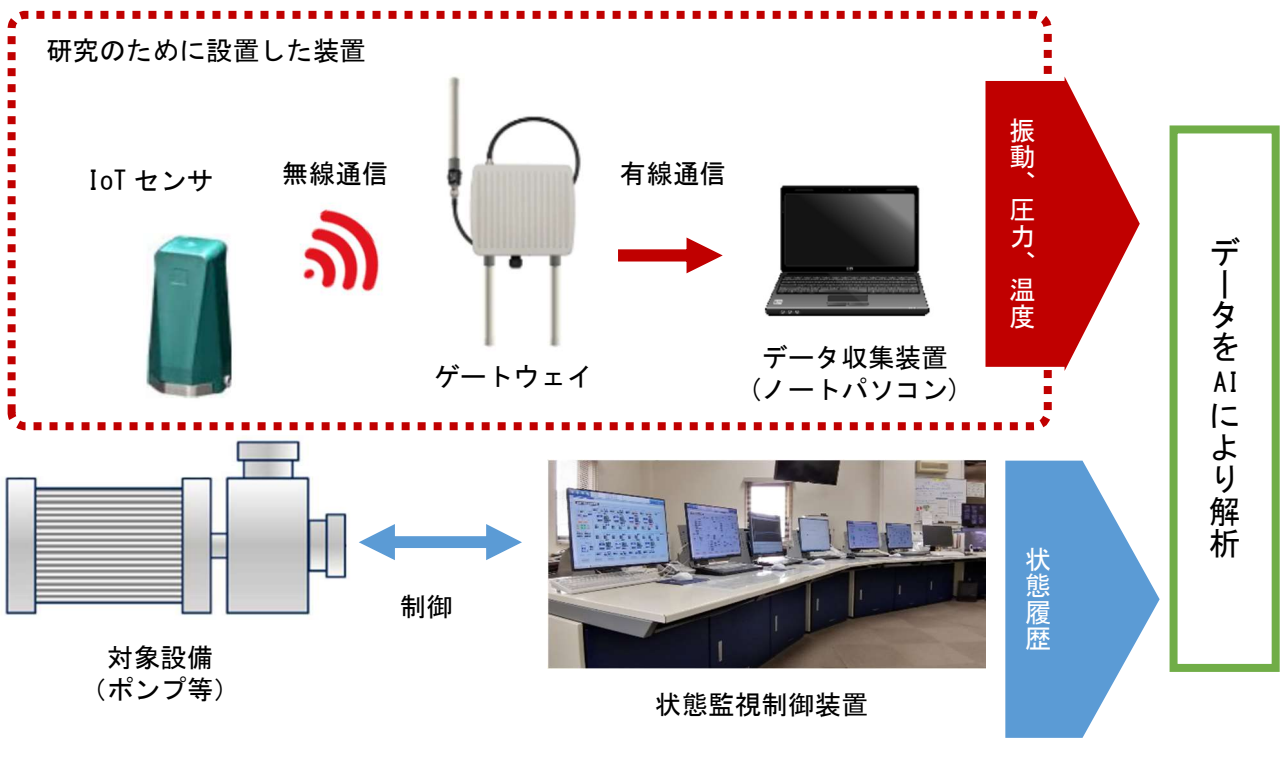 研究のために設置した装置
IoT センサ
無線通信
ゲートウェイ
有線通信
データ収集装置
（ノートパソコン）
振動、圧力、温度
対象設備
（ポンプ等）
制御
状態監視制御装置
状態履歴
データを AI により解析